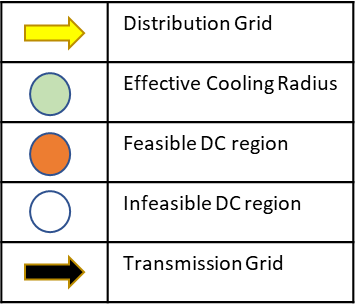 Distribution Grid
Effective Cooling Radius
Feasible DC region
Infeasible DC region
Transmission Grid